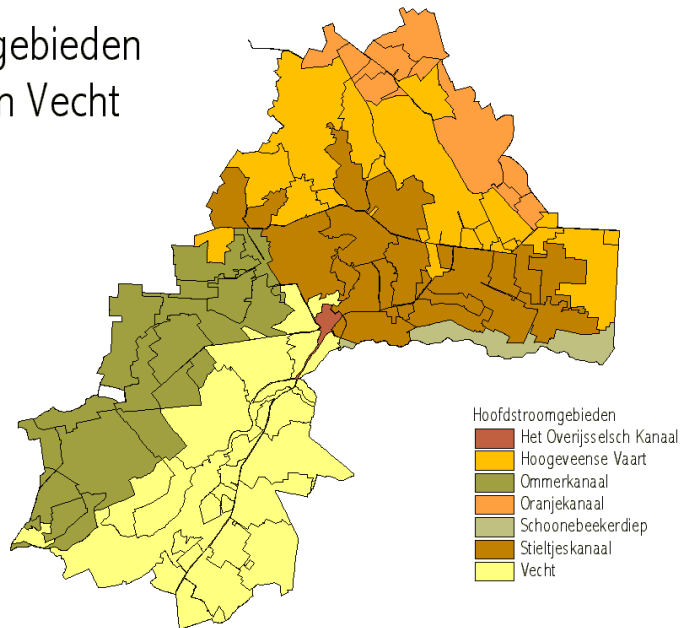 gebieden
n Vecht
Hoofdstroomgebieden
Het Overijsselsch Kanaal
Hoogeveense Vaart
Ommerkanaal
Oranjekanaal
Schoonebeekerdiep
Stieltjeskanaal
Vecht